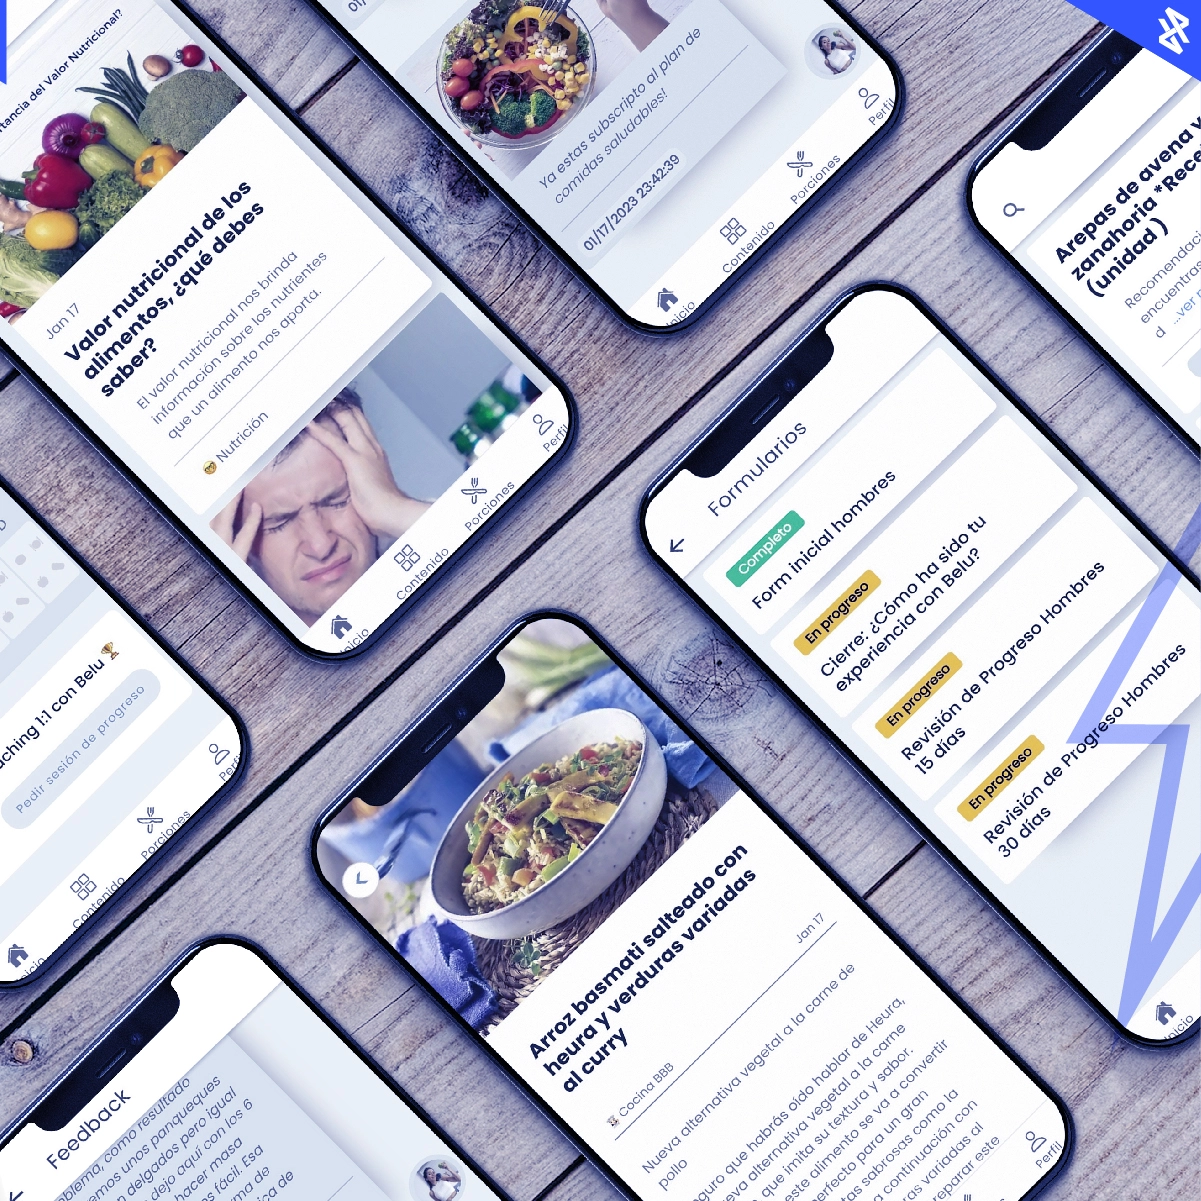 Importancia del Valor Nutricional?
Jan 17
Valor nutricional de los
alimentos, ¿qué debes
saber?
El valor nutricional nos brinda
información sobre los nutrientes
que un alimento nos aporta.
Nutrición
Inicio
Contenido
Porciones
Perfil
01/
Ya estas subscripto al plan de
comidas saludables!
01/17/2023 23:42:39
Inicio
Contenido
Porciones
Perfil
Arepas de avena y
zanahoria *Rece
(unidad )
Recomendaci
encuentras
d ...ver
Formularios
Completo
Form inicial hombres
En progreso
Cierre: ¿Cómo ha sido tu
experiencia con Belu?
En progreso
Revisión de Progreso Hombres
15 días
En progreso
Revisión de Progreso Hombres
30 días
Inicio
D
aching 1:1 con Belu
Pedir sesión de progreso
Inicio
Contenido
Porciones
Perfil
Arroz basmati salteado con
heura y verduras variadas
al curry
Jan 17
Cocina BBB
Nueva alternativa vegetal a la carne de
pollo
guro que habrás oído hablar de Heura,
eva alternativa vegetal a la carne
que imita su textura y sabor.
este alimento se va a convertir
perfecto para un gran
tas sabrosas como la
a continuación con
as variadas al
reparar este
Perfil
Feedback
blema, como resultado
emos unos panqueques
n delgados pero igual
dejo aquí con los 6
hacer masa
s fácil. Esa
ma de
ica de